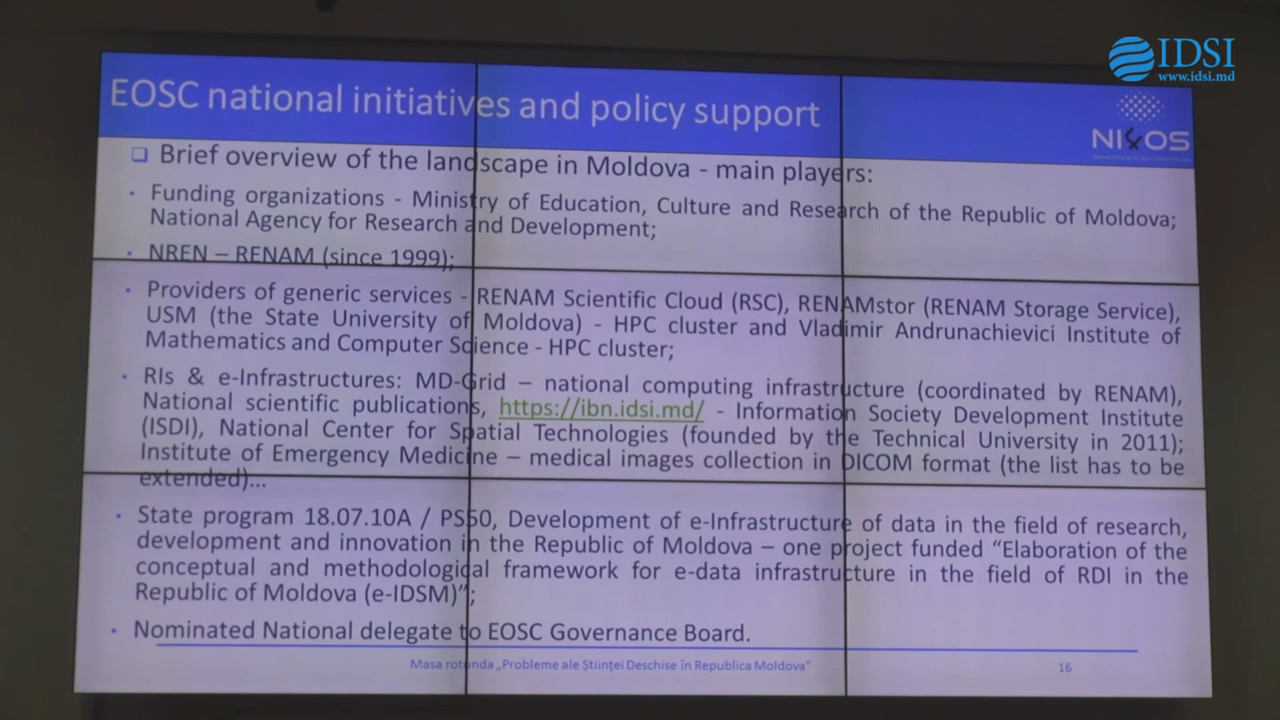 IDSI
www.idsi.md
EOSC national initiatives and policy support
NI4OS
Brief overview of the landscape in Moldova - main players:
· Funding organizations - Ministry of Education, Culture and Research of the Republic of Moldova;
National Agency for Research and Development;
· NREN – RENAM (since 1999);
· Providers of generic services - RENAM Scientific Cloud (RSC), RENAMstor (RENAM Storage Service),
USM (the State University of Moldova) - HPC cluster and Vladimir Andrunachievici Institute of
Mathematics and Computer Science - HPC cluster;
· RIs & e-Infrastructures: MD-Grid – national computing infrastructure (coordinated by RENAM),
National scientific publications, https://ibn.idsi.md/ - Information Society Development Institute
(ISDI), National Center for Spatial Technologies (founded by the Technical University in 2011);
Institute of Emergency Medicine – medical images collection in DICOM format (the list has to be
extended)...
· State program 18.07.10A / PS50, Development of e-Infrastructure of data in the field of research,
development and innovation in the Republic of Moldova – one project funded “Elaboration of the
conceptual and methodological framework for e-data infrastructure in the field of RDI in the
Republic of Moldova (e-IDSM)”;
· Nominated National delegate to EOSC Governance Board.
Masa rotunda „Probleme ale Științei Deschise în Republica Moldova”
16